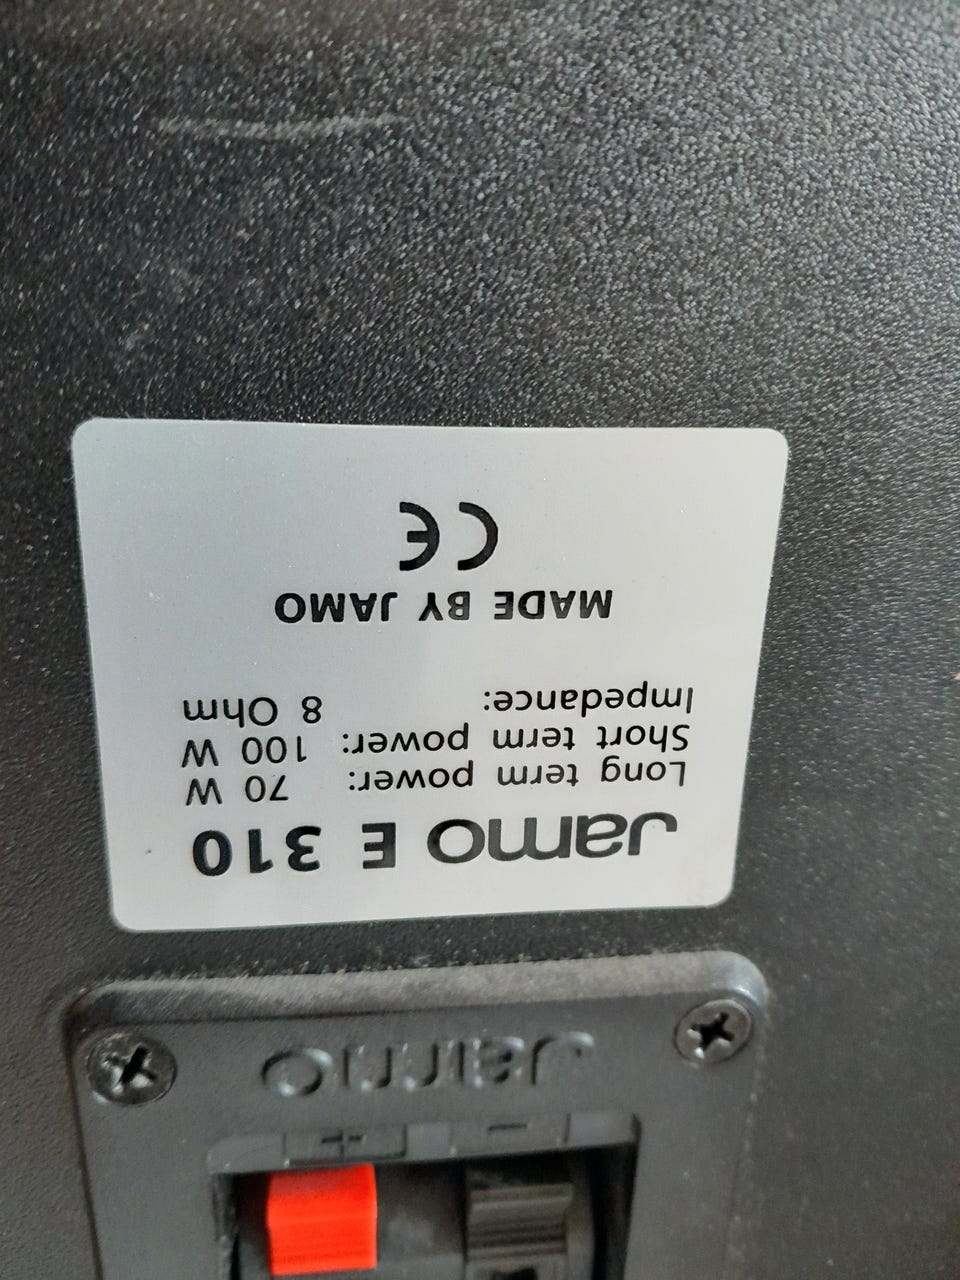 Jamo
+ -
Jamo E 310
Long term power: 70 W
Short term power: 100 W
Impedance: 8 Ohm
MADE BY JAMO
CE